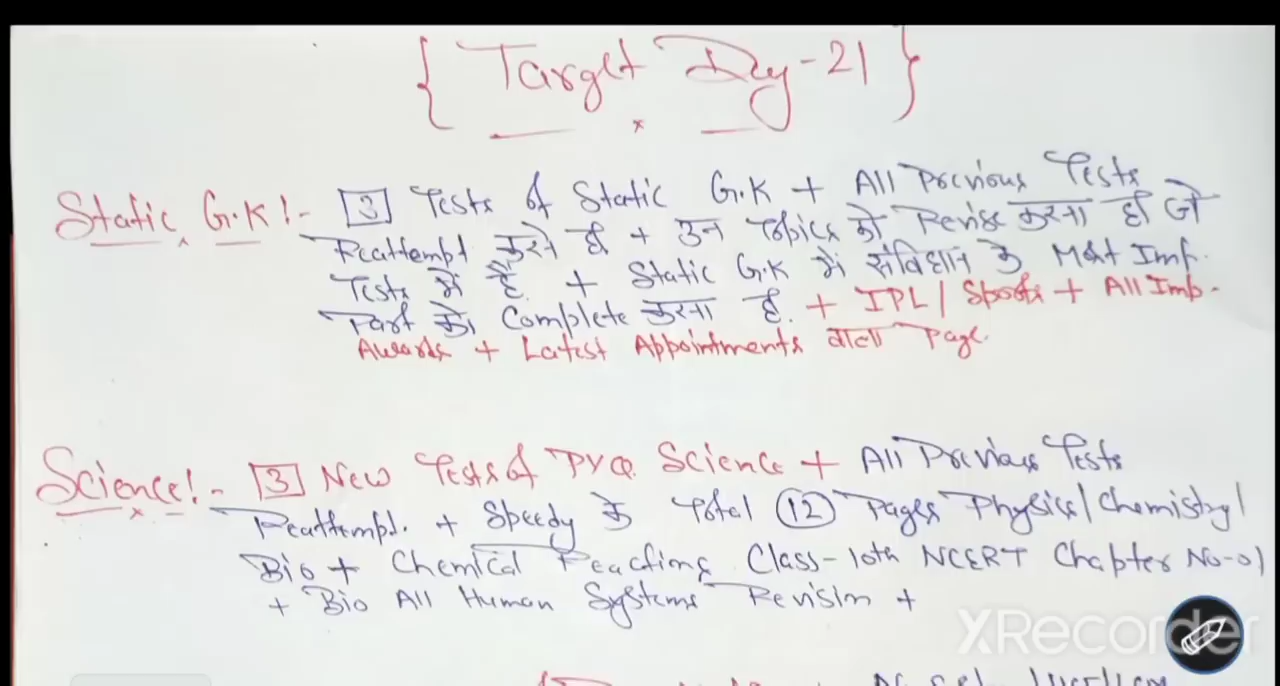 { Target Day-21 }
Static G.K!- [3] Tests of Static G.K + All Previous Tests
Reattempt करने हैं + उन Topics को Revise करना है जो
Tests में हैं. + Static G.K में संविधान के Most Imp.
Part को Complete करना है. + IPL / Sports + All Imp.
Awards + Latest Appointments वाला Page.
Science!- [3] New Tests of PYQ Science + All Previous Tests
Reattempt. + Speedy के Total (12) Pages Physics/Chemistry/
Bio + Chemical Reactions Class-10th NCERT Chapter No-01
+ Bio All Human Systems Revision +
XRecorder